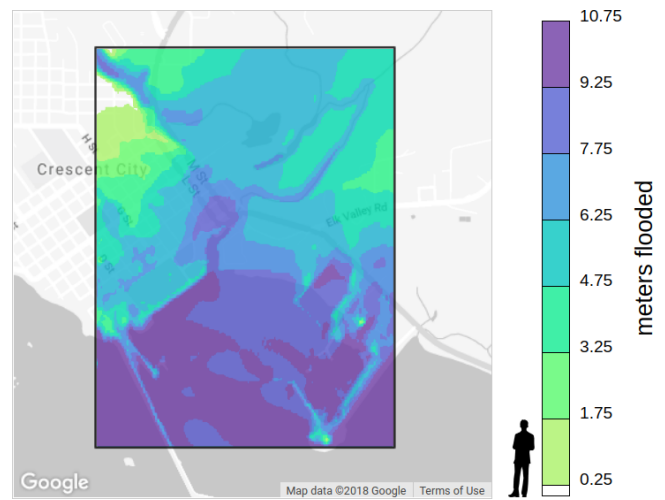 H St
Crescent City
M St
L St
Elk Valley Rd
Google
Map data ©2018 Google
Terms of Use
10.75
9.25
7.75
6.25
4.75
3.25
1.75
0.25
meters flooded